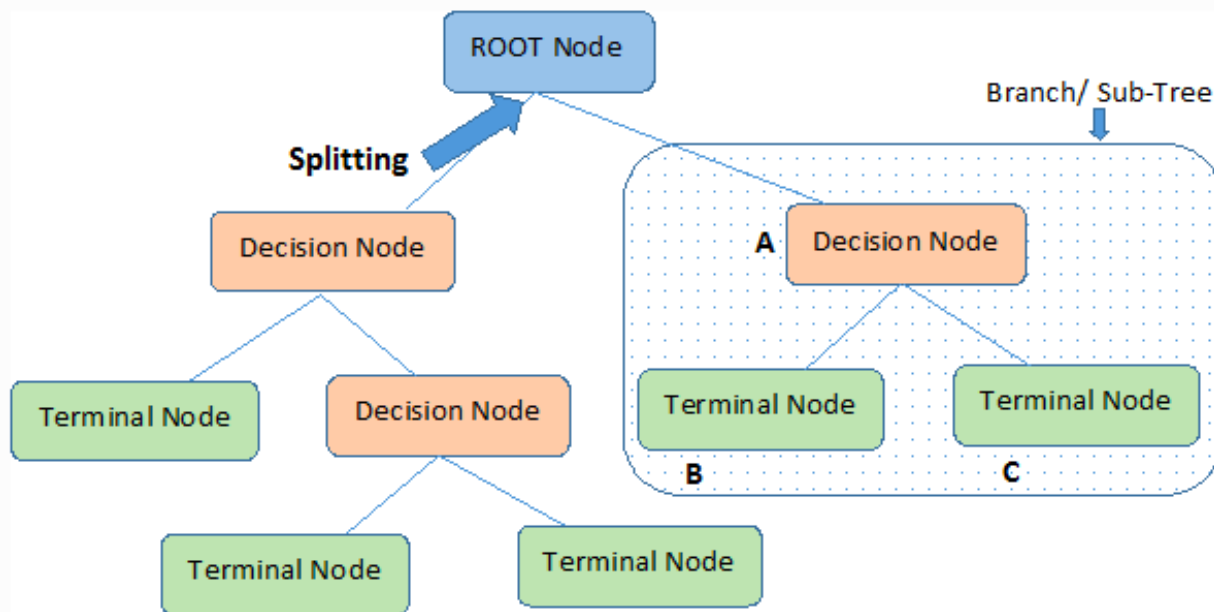 ROOT Node
Branch/ Sub-Tree
Splitting
Decision Node
A Decision Node
Terminal Node
Decision Node
Terminal Node
Terminal Node
B
C
Terminal Node
Terminal Node